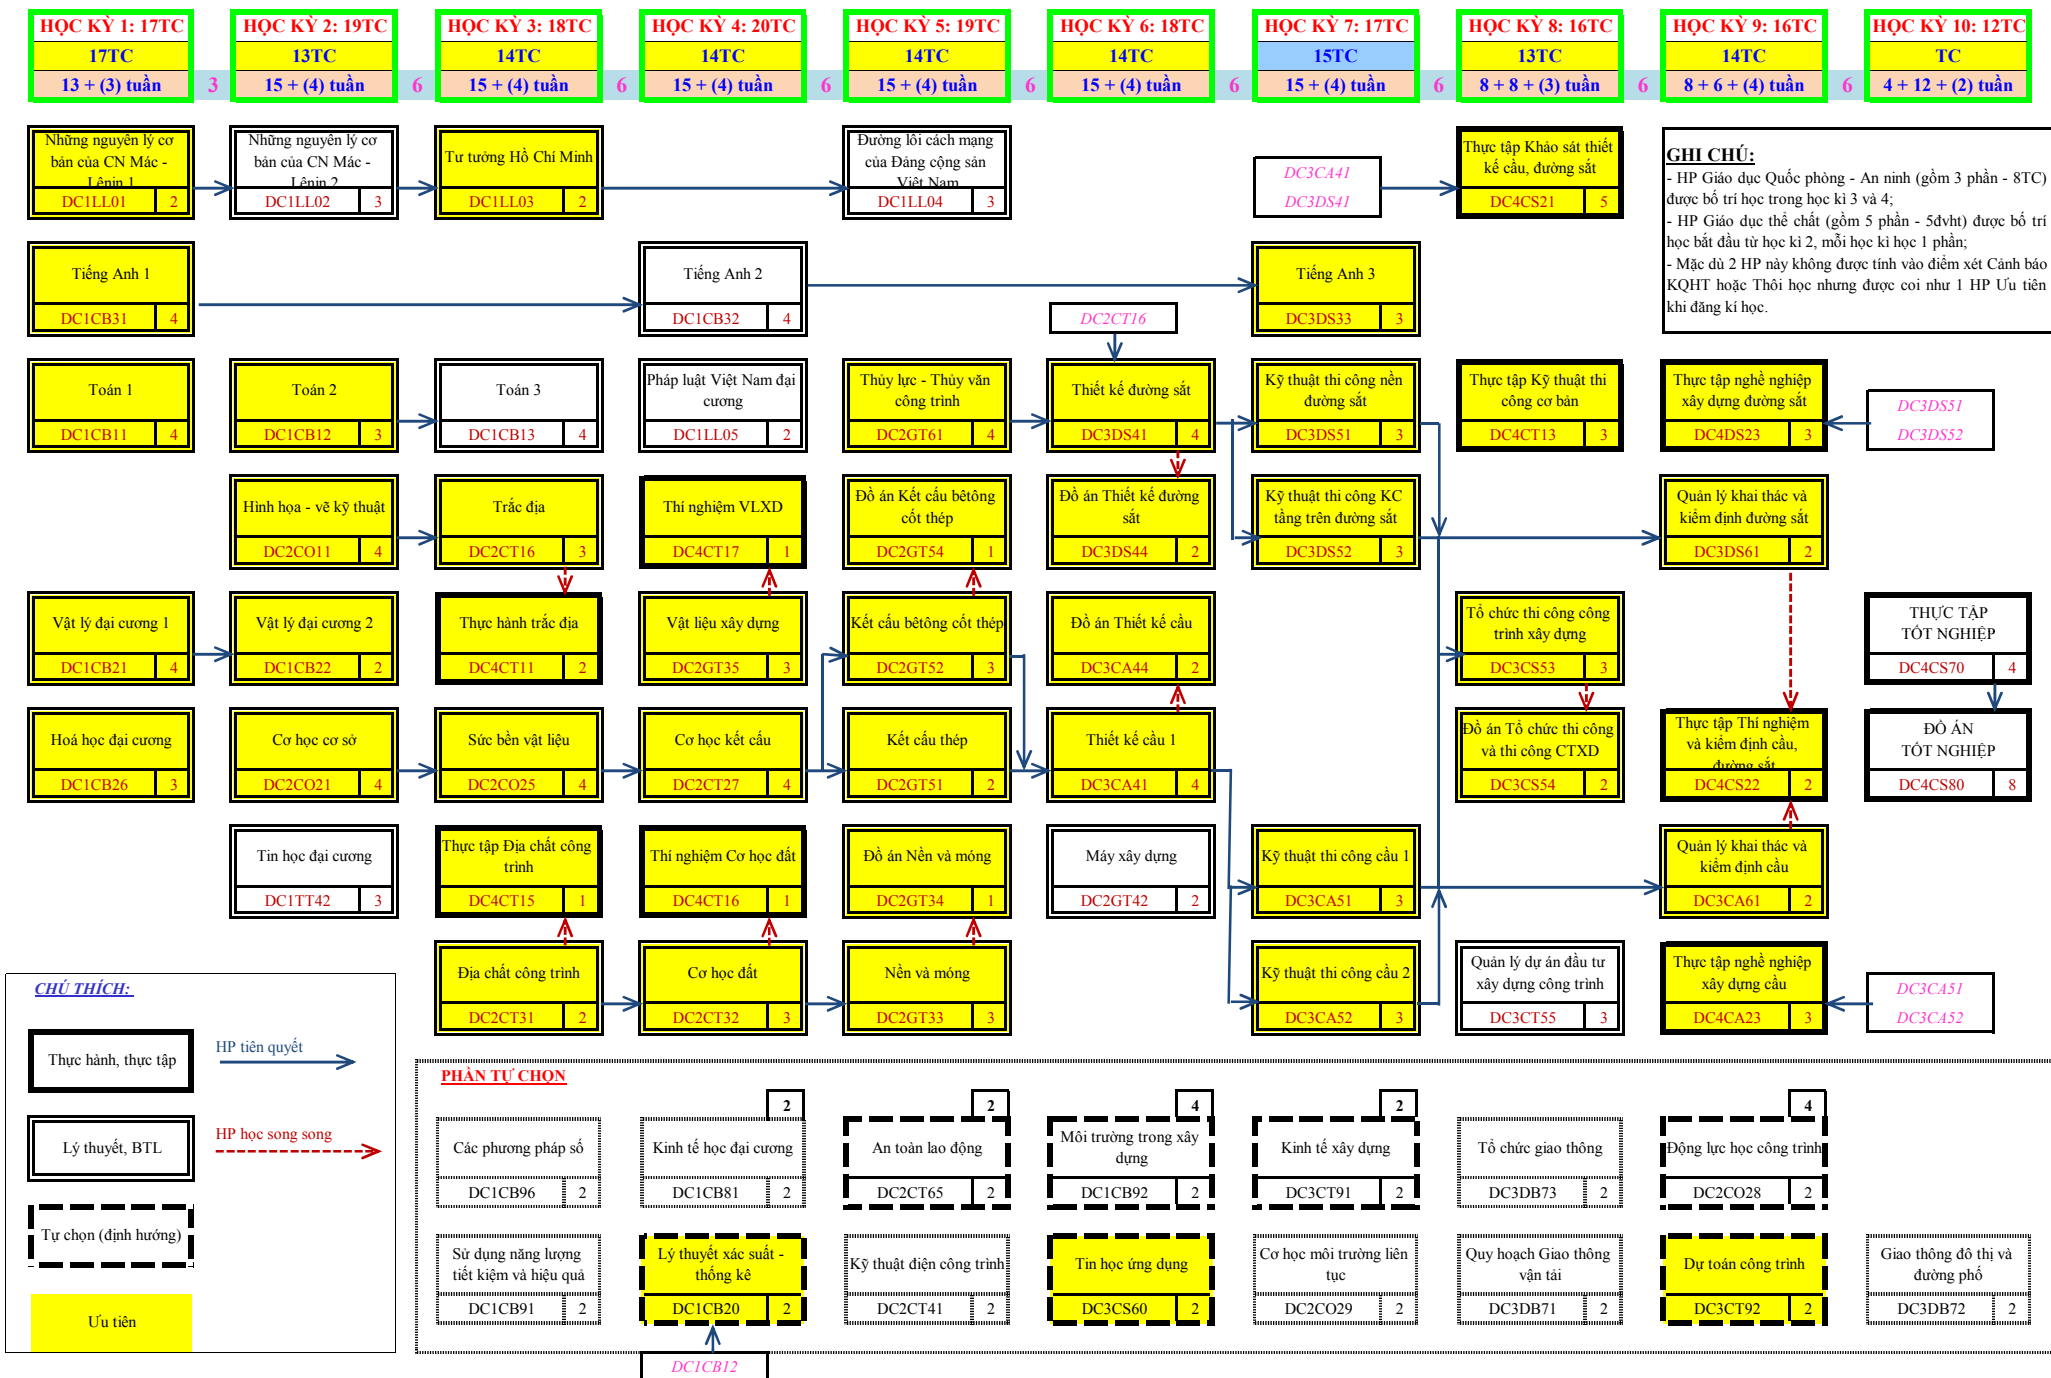 HỌC KỲ 1: 17TC
17TC
13 + (3) tuần
3
HỌC KỲ 2: 19TC
13TC
15 + (4) tuần
6
HỌC KỲ 3: 18TC
14TC
15 + (4) tuần
6
HỌC KỲ 4: 20TC
14TC
15 + (4) tuần
6
HỌC KỲ 5: 19TC
14TC
15 + (4) tuần
6
HỌC KỲ 6: 18TC
14TC
15 + (4) tuần
6
HỌC KỲ 7: 17TC
15TC
15 + (4) tuần
6
HỌC KỲ 8: 16TC
13TC
8 + 8 + (3) tuần
6
HỌC KỲ 9: 16TC
14TC
8 + 6 + (4) tuần
6
HỌC KỲ 10: 12TC
TC
4 + 12 + (2) tuần
Những nguyên lý cơ
bản của CN Mác -
Lênin 1
DC1LL01 2
Những nguyên lý cơ
bản của CN Mác -
Lênin 2
DC1LL02 3
Tư tưởng Hồ Chí Minh
DC1LL03 2
Đường lối cách mạng
của Đảng cộng sản
Việt Nam
DC1LL04 3
DC3CA41
DC3DS41
Thực tập Khảo sát thiết
kế cầu, đường sắt
DC4CS21 5
GHI CHÚ:
- HP Giáo dục Quốc phòng - An ninh (gồm 3 phần - 8TC)
được bố trí học trong học kì 3 và 4;
- HP Giáo dục thể chất (gồm 5 phần - 5đvht) được bố trí
học bắt đầu từ học kì 2, mỗi học kì học 1 phần;
- Mặc dù 2 HP này không được tính vào điểm xét Cảnh báo
KQHT hoặc Thôi học nhưng được coi như 1 HP Ưu tiên
khi đăng kí học.
Tiếng Anh 1
DC1CB31 4
Tiếng Anh 2
DC1CB32 4
DC2CT16
Tiếng Anh 3
DC3DS33 3
Toán 1
DC1CB11 4
Toán 2
DC1CB12 3
Toán 3
DC1CB13 4
Pháp luật Việt Nam đại
cương
DC1LL05 2
Thủy lực - Thủy văn
công trình
DC2GT61 4
Thiết kế đường sắt
DC3DS41 4
Kỹ thuật thi công nền
đường sắt
DC3DS51 3
Thực tập Kỹ thuật thi
công cơ bản
DC4CT13 3
Thực tập nghề nghiệp
xây dựng đường sắt
DC4DS23 3
DC3DS51
DC3DS52
Hình họa - vẽ kỹ thuật
DC2CO11 4
Trắc địa
DC2CT16 3
Thí nghiệm VLXD
DC4CT17 1
Đồ án Kết cấu bêtông
cốt thép
DC2GT54 1
Đồ án Thiết kế đường
sắt
DC3DS44 2
Kỹ thuật thi công KC
tầng trên đường sắt
DC3DS52 3
Quản lý khai thác và
kiểm định đường sắt
DC3DS61 2
Vật lý đại cương 1
DC1CB21 4
Vật lý đại cương 2
DC1CB22 2
Thực hành trắc địa
DC4CT11 2
Vật liệu xây dựng
DC2GT35 3
Kết cấu bêtông cốt thép
DC2GT52 3
Đồ án Thiết kế cầu
DC3CA44 2
Tổ chức thi công công
trình xây dựng
DC3CS53 3
THỰC TẬP
TỐT NGHIỆP
DC4CS70 4
Hoá học đại cương
DC1CB26 3
Cơ học cơ sở
DC2CO21 4
Sức bền vật liệu
DC2CO25 4
Cơ học kết cấu
DC2CT27 4
Kết cấu thép
DC2GT51 2
Thiết kế cầu 1
DC3CA41 4
Đồ án Tổ chức thi công
và thi công CTXD
DC3CS54 2
Thực tập Thí nghiệm
và kiểm định cầu,
đường sắt
DC4CS22 2
ĐỒ ÁN
TỐT NGHIỆP
DC4CS80 8
Tin học đại cương
DC1TT42 3
Thực tập Địa chất công
trình
DC4CT15 1
Thí nghiệm Cơ học đất
DC4CT16 1
Đồ án Nền và móng
DC2GT34 1
Máy xây dựng
DC2GT42 2
Kỹ thuật thi công cầu 1
DC3CA51 3
Quản lý khai thác và
kiểm định cầu
DC3CA61 2
Địa chất công trình
DC2CT31 2
Cơ học đất
DC2CT32 3
Nền và móng
DC2GT33 3
Kỹ thuật thi công cầu 2
DC3CA52 3
Quản lý dự án đầu tư
xây dựng công trình
DC3CT55 3
Thực tập nghề nghiệp
xây dựng cầu
DC4CA23 3
DC3CA51
DC3CA52
CHÚ THÍCH:
Thực hành, thực tập
HP tiên quyết
Lý thuyết, BTL
HP học song song
Tự chọn (định hướng)
Ưu tiên
PHẦN TỰ CHỌN
2
2
4
2
4
Các phương pháp số
DC1CB96 2
Kinh tế học đại cương
DC1CB81 2
An toàn lao động
DC2CT65 2
Môi trường trong xây
dựng
DC1CB92 2
Kinh tế xây dựng
DC3CT91 2
Tổ chức giao thông
DC3DB73 2
Động lực học công trình
DC2CO28 2
Sử dụng năng lượng
tiết kiệm và hiệu quả
DC1CB91 2
Lý thuyết xác suất -
thống kê
DC1CB20 2
Kỹ thuật điện công trình
DC2CT41 2
Tin học ứng dụng
DC3CS60 2
Cơ học môi trường liên
tục
DC2CO29 2
Quy hoạch Giao thông
vận tải
DC3DB71 2
Dự toán công trình
DC3CT92 2
Giao thông đô thị và
đường phố
DC3DB72 2
DC1CB12